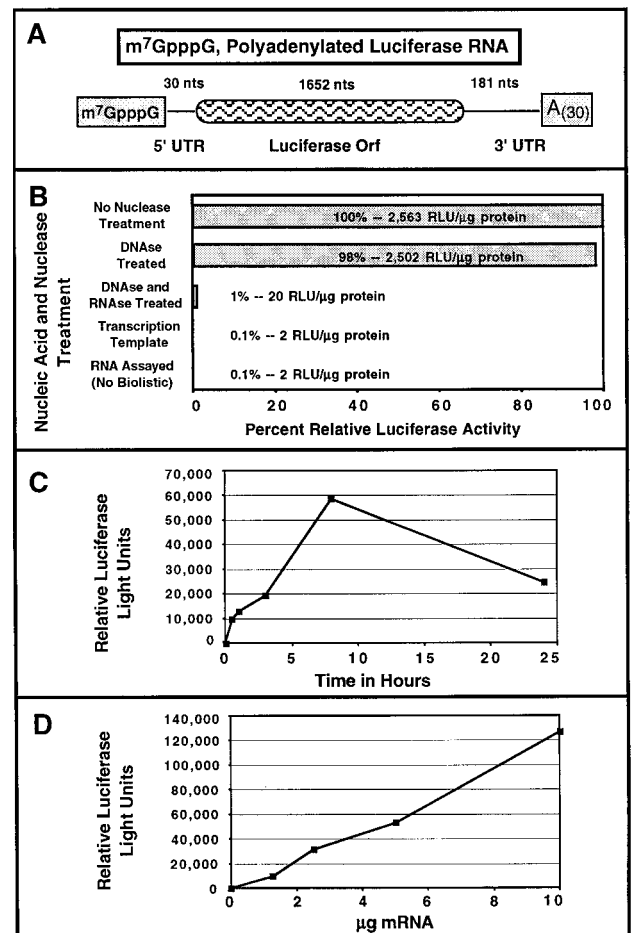 A
m⁷GpppG, Polyadenylated Luciferase RNA
30 nts 1652 nts 181 nts
m⁷GpppG A(30)
5' UTR Luciferase Orf 3' UTR
B
Nucleic Acid and Nuclease
Treatment
No Nuclease
Treatment
100% -- 2,563 RLU/µg protein
DNAse
Treated
98% -- 2,502 RLU/µg protein
DNAse and
RNAse Treated
1% -- 20 RLU/µg protein
Transcription
Template
0.1% -- 2 RLU/µg protein
RNA Assayed
(No Biolistic)
0.1% -- 2 RLU/µg protein
0 20 40 60 80 100
Percent Relative Luciferase Activity
C
Relative Luciferase
Light Units
70,000
60,000
50,000
40,000
30,000
20,000
10,000
0
0 5 10 15 20 25
Time in Hours
D
Relative Luciferase
Light Units
140,000
120,000
100,000
80,000
60,000
40,000
20,000
0
0 2 4 6 8 10
µg mRNA